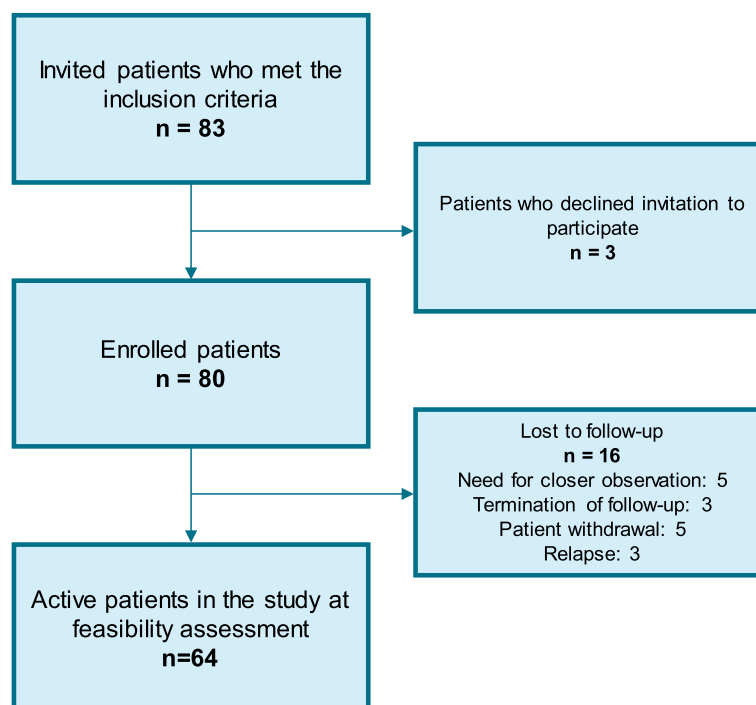 Invited patients who met the
inclusion criteria
n = 83
Patients who declined invitation to
participate
n = 3
Enrolled patients
n = 80
Lost to follow-up
n = 16
Need for closer observation: 5
Termination of follow-up: 3
Patient withdrawal: 5
Relapse: 3
Active patients in the study at
feasibility assessment
n=64